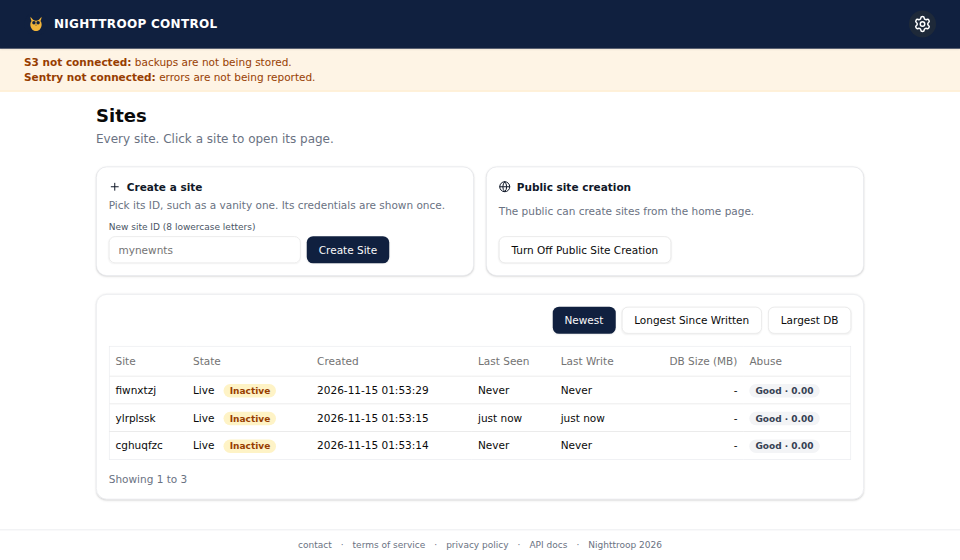 NIGHTTROOP CONTROL
S3 not connected: backups are not being stored.
Sentry not connected: errors are not being reported.
Sites
Every site. Click a site to open its page.
Create a site
Pick its ID, such as a vanity one. Its credentials are shown once.
New site ID (8 lowercase letters)
mynewnts
Create Site
Public site creation
The public can create sites from the home page.
Turn Off Public Site Creation
Newest Longest Since Written Largest DB
Site State Created Last Seen Last Write DB Size (MB) Abuse
fiwnxtzj Live Inactive 2026-11-15 01:53:29 Never Never - Good · 0.00
ylrplssk Live Inactive 2026-11-15 01:53:15 just now just now - Good · 0.00
cghuqfzc Live Inactive 2026-11-15 01:53:14 Never Never - Good · 0.00
Showing 1 to 3
contact · terms of service · privacy policy · API docs · Nighttroop 2026